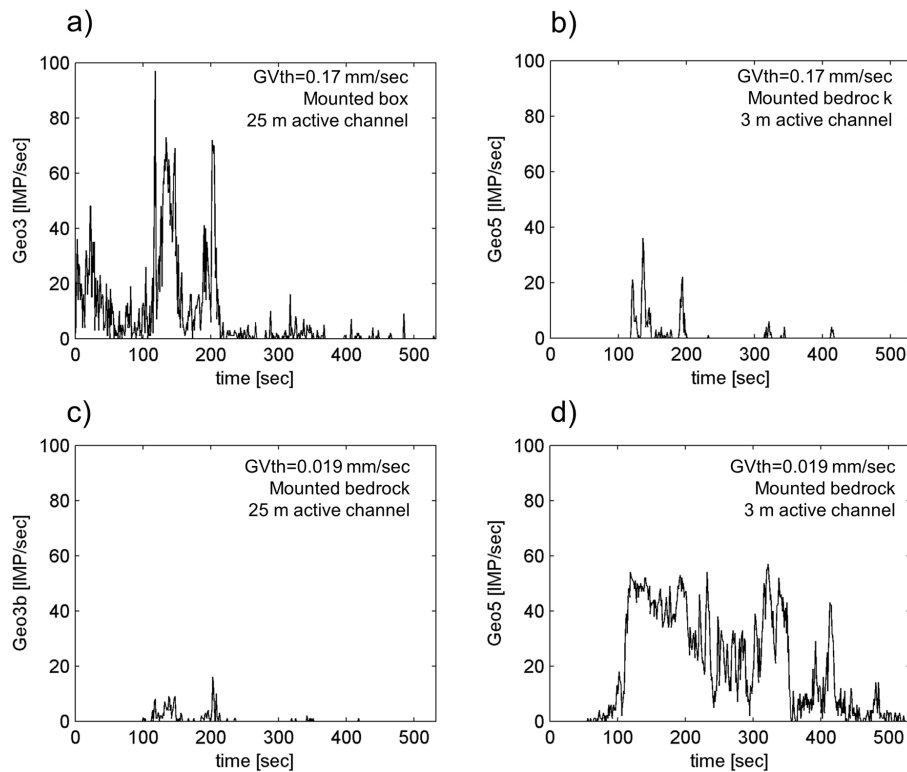 a)
GVth=0.17 mm/sec
Mounted box
25 m active channel
Geo3 [IMP/sec]
100
80
60
40
20
0
0 100 200 300 400 500
time [sec]
b)
GVth=0.17 mm/sec
Mounted bedroc k
3 m active channel
Geo5 [IMP/sec]
100
80
60
40
20
0
0 100 200 300 400 500
time [sec]
c)
GVth=0.019 mm/sec
Mounted bedrock
25 m active channel
Geo3b [IMP/sec]
100
80
60
40
20
0
0 100 200 300 400 500
time [sec]
d)
GVth=0.019 mm/sec
Mounted bedrock
3 m active channel
Geo5 [IMP/sec]
100
80
60
40
20
0
0 100 200 300 400 500
time [sec]